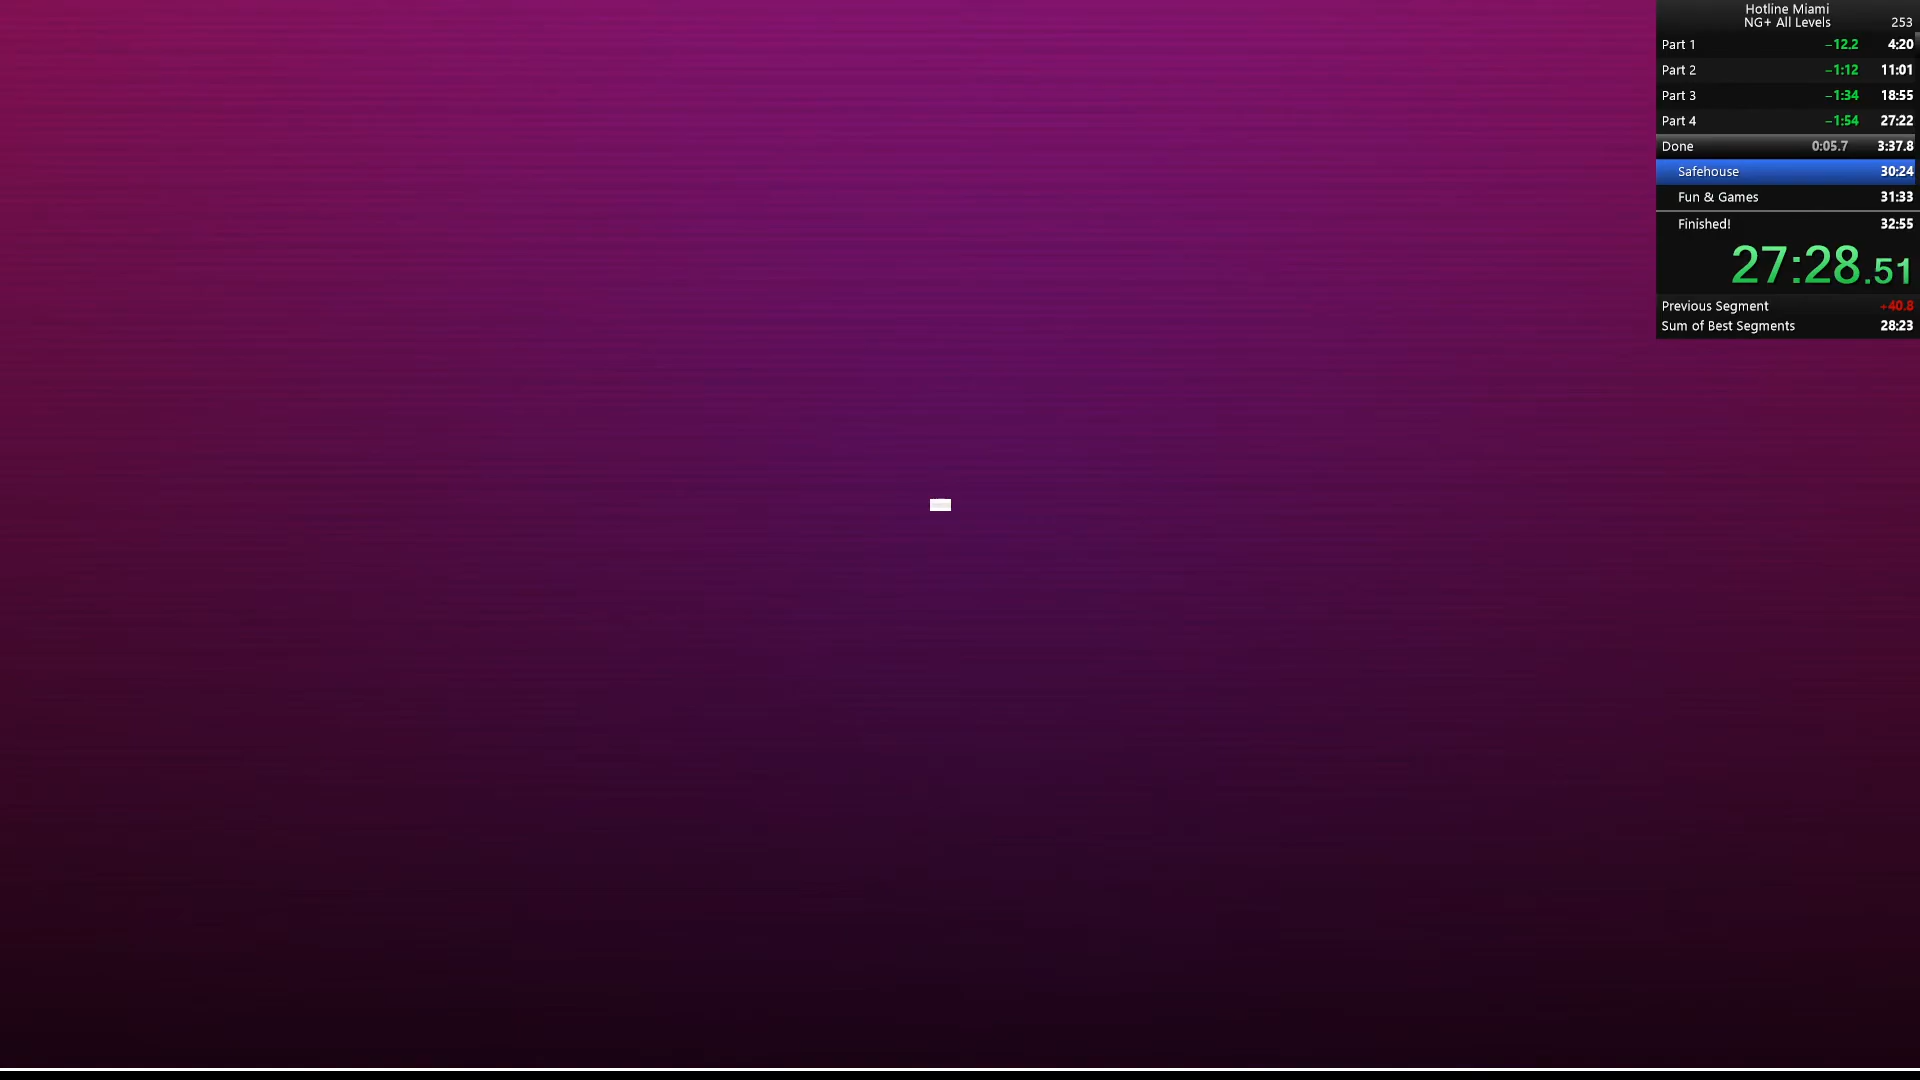 Hotline Miami
NG+ All Levels 253
Part 1 −12.2 4:20
Part 2 −1:12 11:01
Part 3 −1:34 18:55
Part 4 −1:54 27:22
Done 0:05.7 3:37.8
Safehouse 30:24
Fun & Games 31:33
Finished! 32:55
27:28.51
Previous Segment +40.8
Sum of Best Segments 28:23